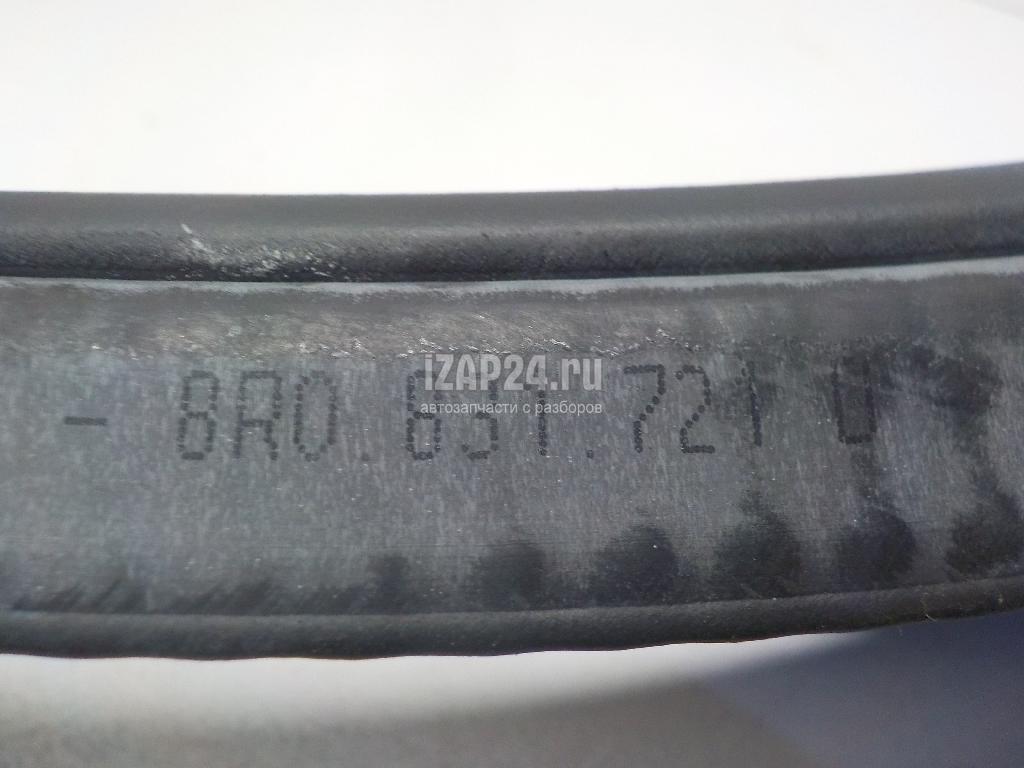 iZAP24.ru
автозапчасти с разборов
- 8R0.831.721